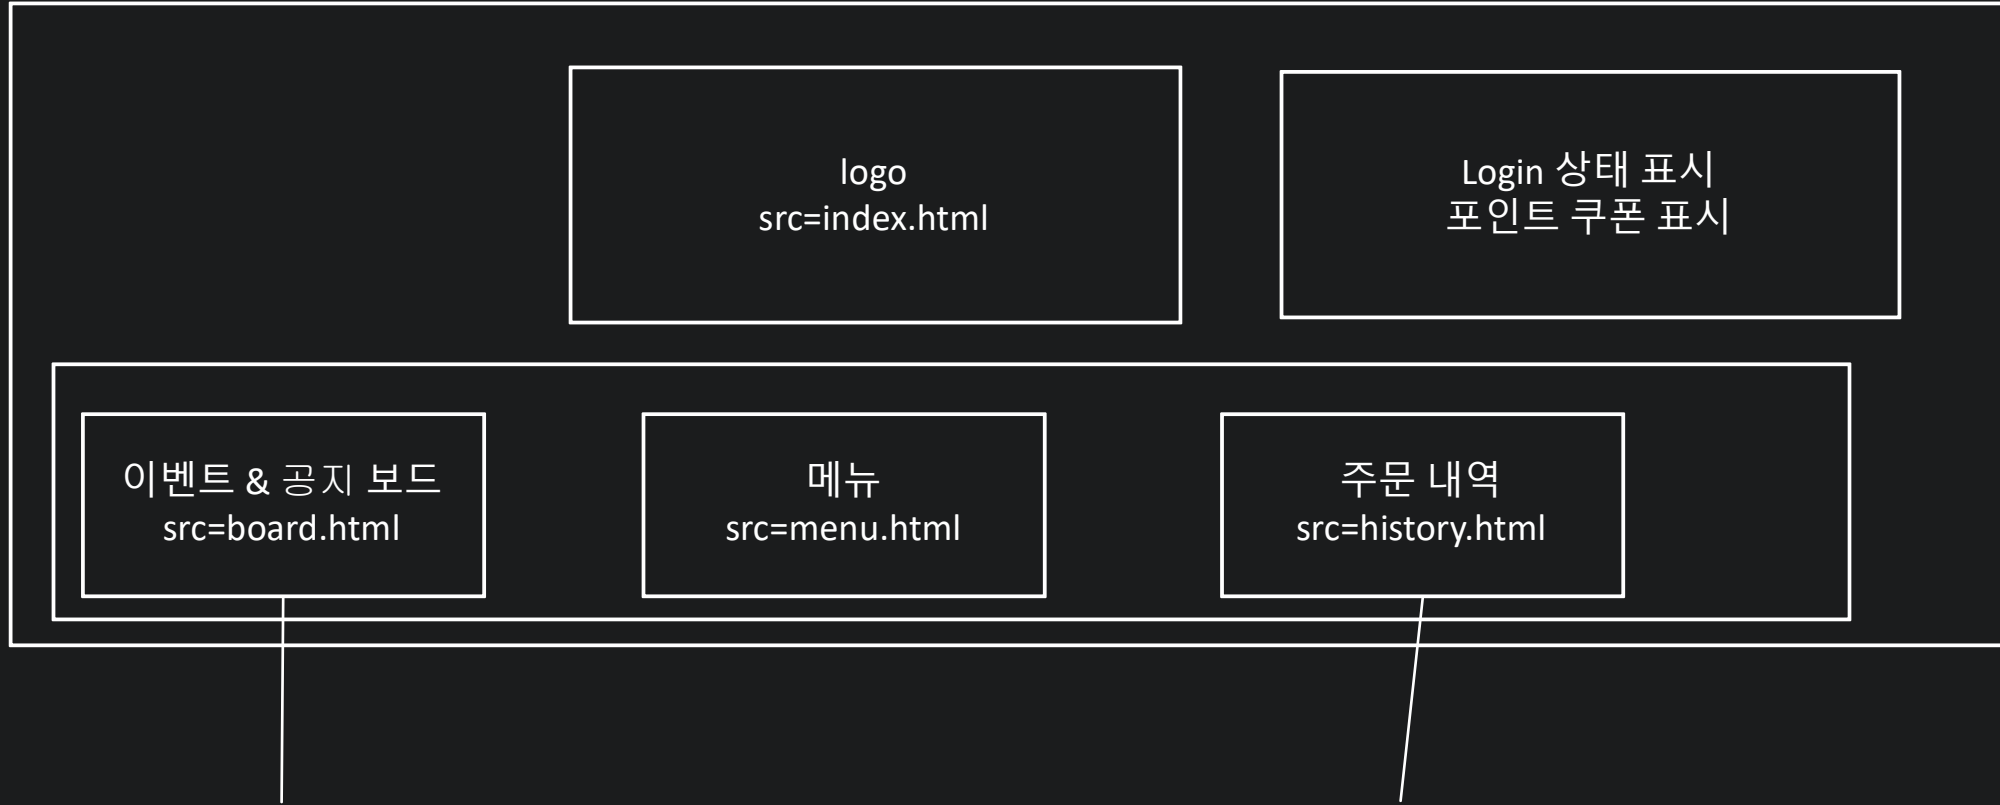 logo
src=index.html
Login 상태 표시
포인트 쿠폰 표시
이벤트 & 공지 보드
src=board.html
메뉴
src=menu.html
주문 내역
src=history.html